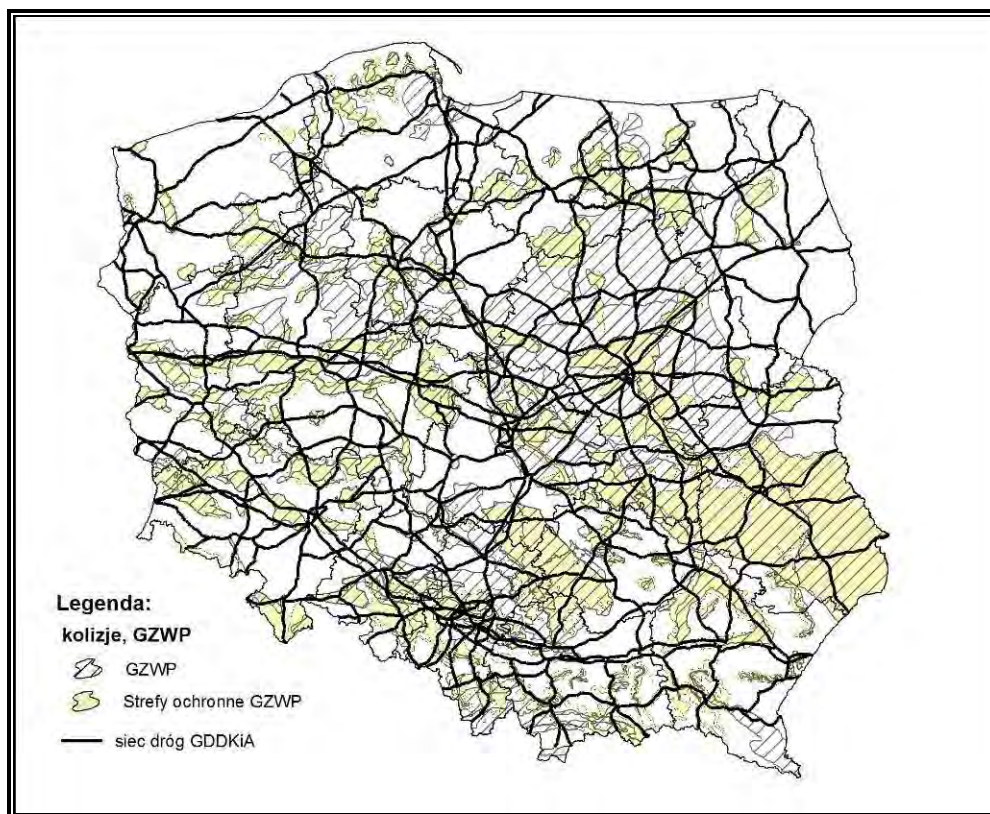 Legenda:
kolizje, GZWP
GZWP
Strefy ochronne GZWP
siec dróg GDDKiA